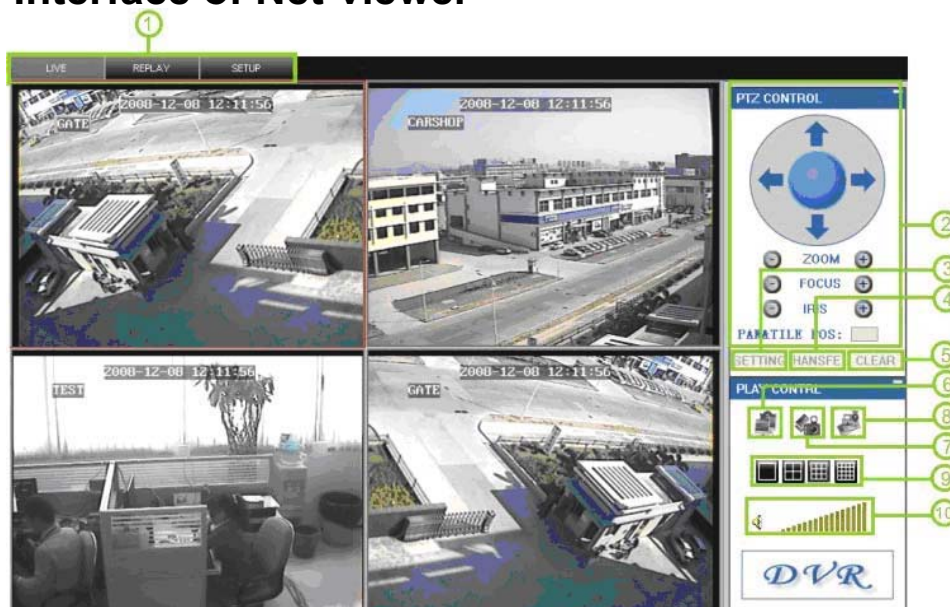 Interface of Net Viewer
1
LIVE REPLAY SETUP
2008-12-08 12:11:56
GATE
2008-12-08 12:11:56
CARSHOP
PTZ CONTROL
2
ZOOM
3
FOCUS
4
IRIS
PANATILE POS:
SETTING HANSFE CLEAR
5
PLAY CONTRL
6
8
7
9
10
2008-12-08 12:11:56
TEST
2008-12-08 12:11:56
GATE
DVR